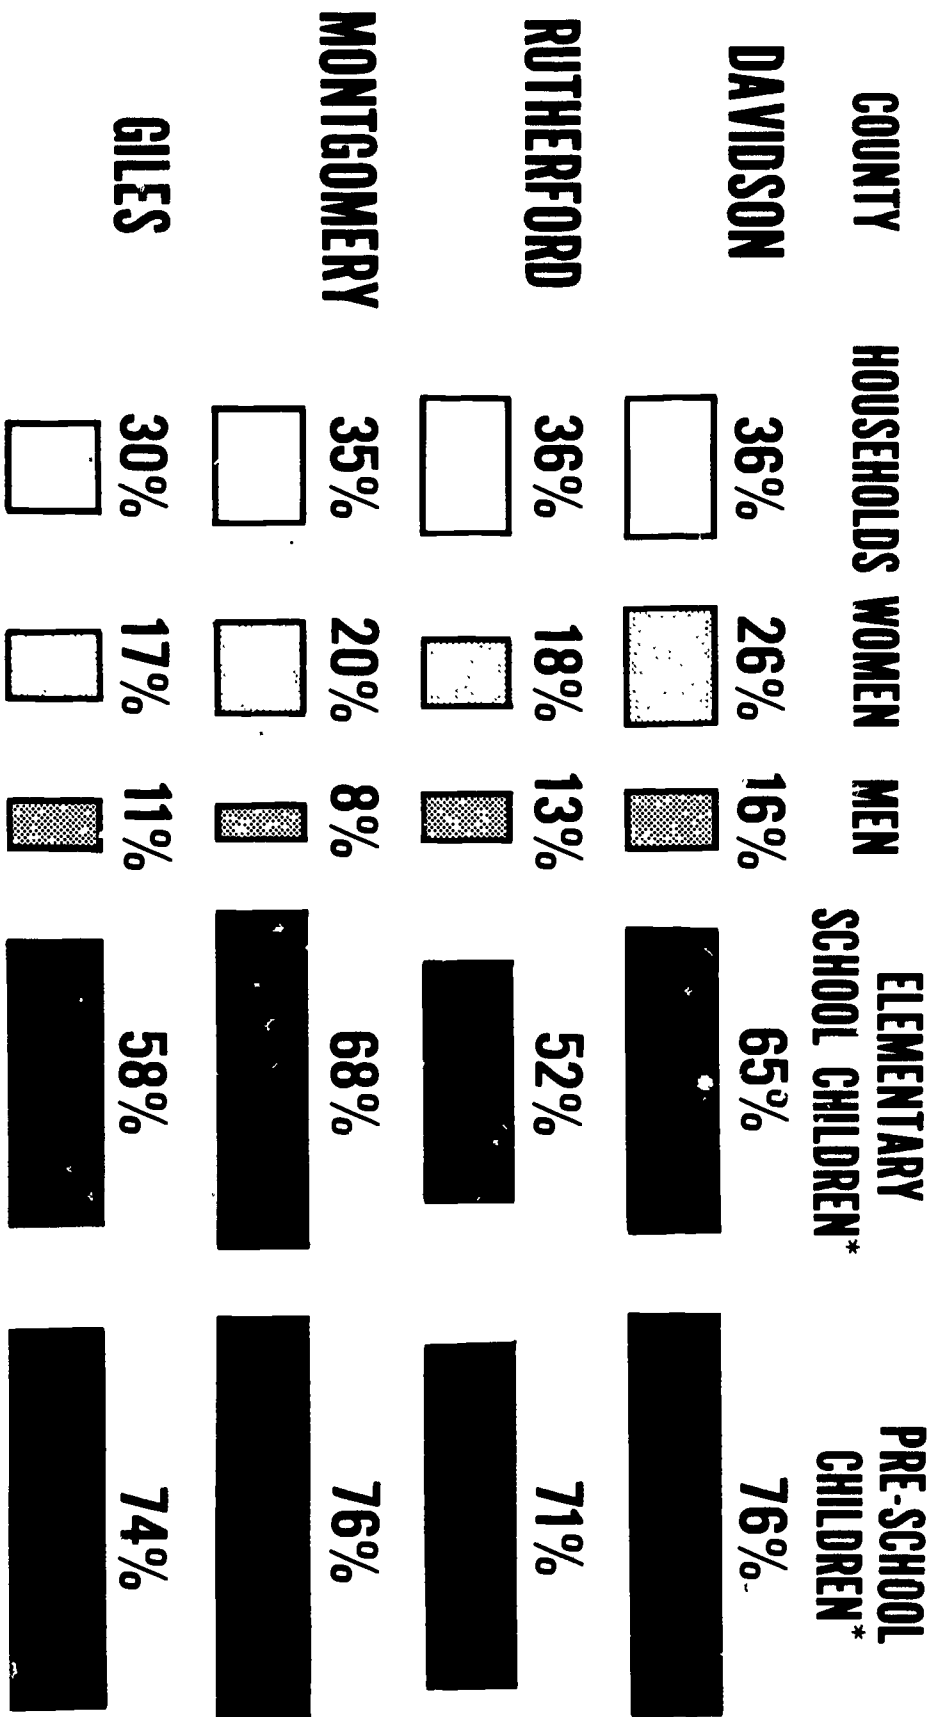 COUNTY HOUSEHOLDS WOMEN MEN ELEMENTARY SCHOOL CHILDREN* PRE-SCHOOL CHILDREN*
DAVIDSON 36% 26% 16% 65% 76%
RUTHERFORD 36% 18% 13% 52% 71%
MONTGOMERY 35% 20% 8% 68% 76%
GILES 30% 17% 11% 58% 74%